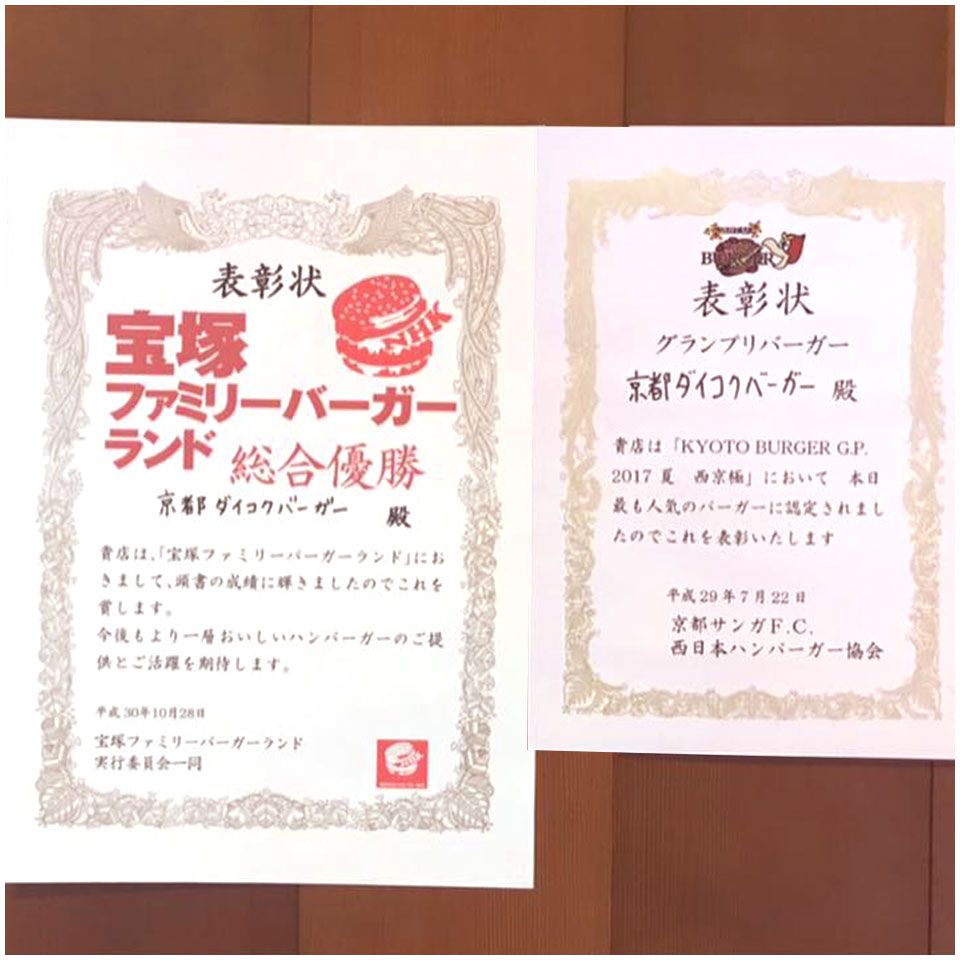 表彰状
NHK
宝塚
ファミリーバーガー
ランド 総合優勝
京都ダイコクバーガー 殿
貴店は、「宝塚ファミリーバーガーランド」にお
きまして、頭書の成績に輝きましたのでこれを
賞します。
今後もより一層おいしいハンバーガーのご提
供とご活躍を期待します。
平成30年10月28日
宝塚ファミリーバーガーランド
実行委員会一同
NHK
BURGER
表彰状
グランプリバーガー
京都ダイコクバーガー 殿
貴店は「KYOTO BURGER G.P.
2017 夏 西京極」において 本日
最も人気のバーガーに認定されまし
たのでこれを表彰いたします
平成29年7月22日
京都サンガF.C.
西日本ハンバーガー協会